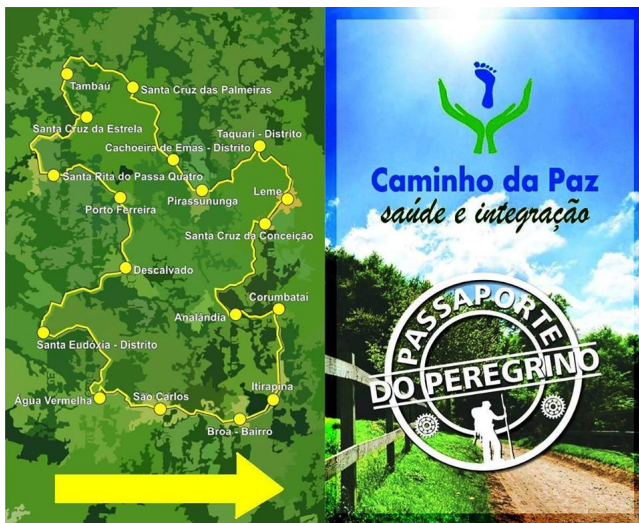 Tambaú
Santa Cruz das Palmeiras
Santa Cruz da Estrela
Cachoeira de Emas - Distrito
Taquari - Distrito
Santa Rita do Passa Quatro
Pirassununga
Leme
Porto Ferreira
Santa Cruz da Conceição
Descalvado
Corumbataí
Analândia
Santa Eudóxia - Distrito
Itirapina
Água Vermelha
São Carlos
Broa - Bairro
Caminho da Paz
saúde e integração
PASSAPORTE
DO PEREGRINO